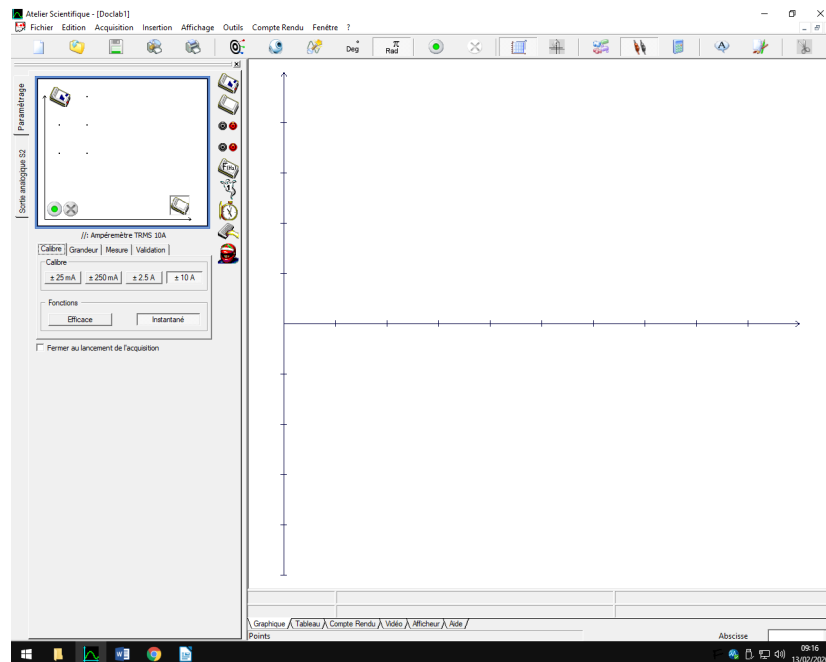 Atelier Scientifique - [Doclab1]
Fichier Edition Acquisition Insertion Affichage Outils Compte Rendu Fenêtre ?
Deg
π Rad
Paramétrage
Sortie analogique S2
F(x)
//: Ampéremètre TRMS 10A
Calibre Grandeur Mesure Validation
Calibre
± 25 mA ± 250 mA ± 2.5 A ± 10 A
Fonctions
Efficace Instantané
Fermer au lancement de l'acquisition
Graphique Tableau Compte Rendu Vidéo Afficheur Aide
Points Abscisse
09:16